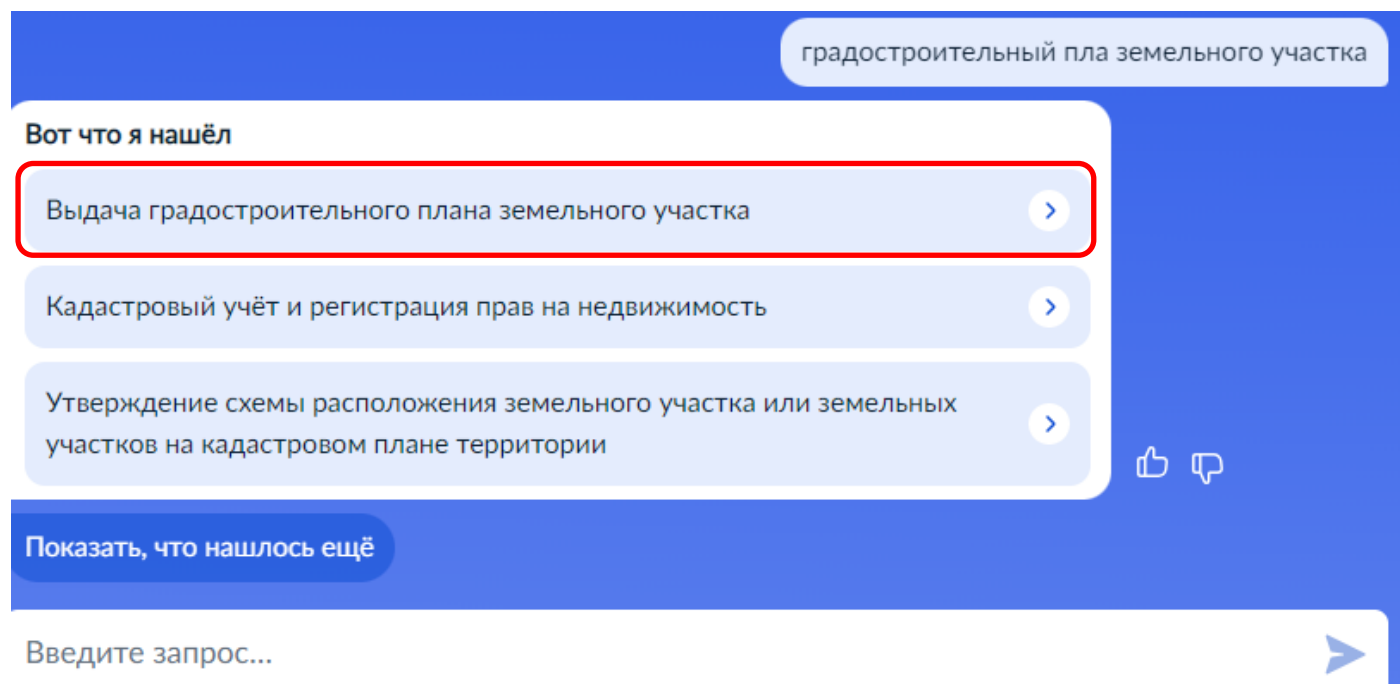 градостроительный пла земельного участка
Вот что я нашёл
Выдача градостроительного плана земельного участка
Кадастровый учёт и регистрация прав на недвижимость
Утверждение схемы расположения земельного участка или земельных
участков на кадастровом плане территории
Показать, что нашлось ещё
Введите запрос...